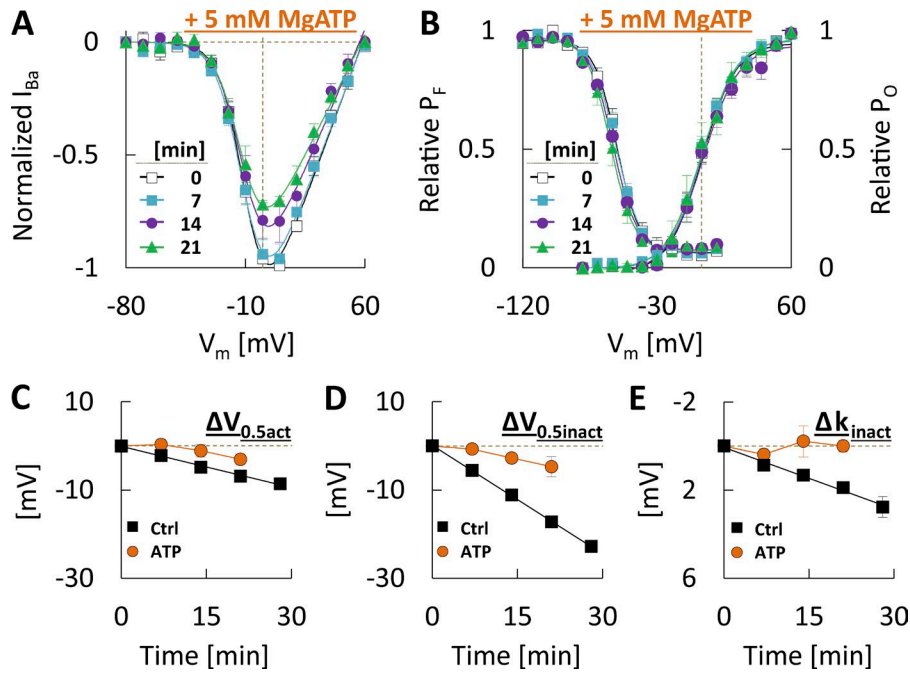 A
+ 5 mM MgATP
Normalized I_Ba
0
-0.5
-1
[min]
0
7
14
21
-80
-10
60
V_m [mV]
B
+ 5 mM MgATP
Relative P_F
1
0.5
0
[min]
0
7
14
21
1
0.5
0
Relative P_O
-120
-30
60
V_m [mV]
C
ΔV_0.5act
[mV]
10
-10
-30
Ctrl
ATP
0
15
30
Time [min]
D
ΔV_0.5inact
[mV]
10
-10
-30
Ctrl
ATP
0
15
30
Time [min]
E
Δk_inact
[mV]
-2
2
6
Ctrl
ATP
0
15
30
Time [min]